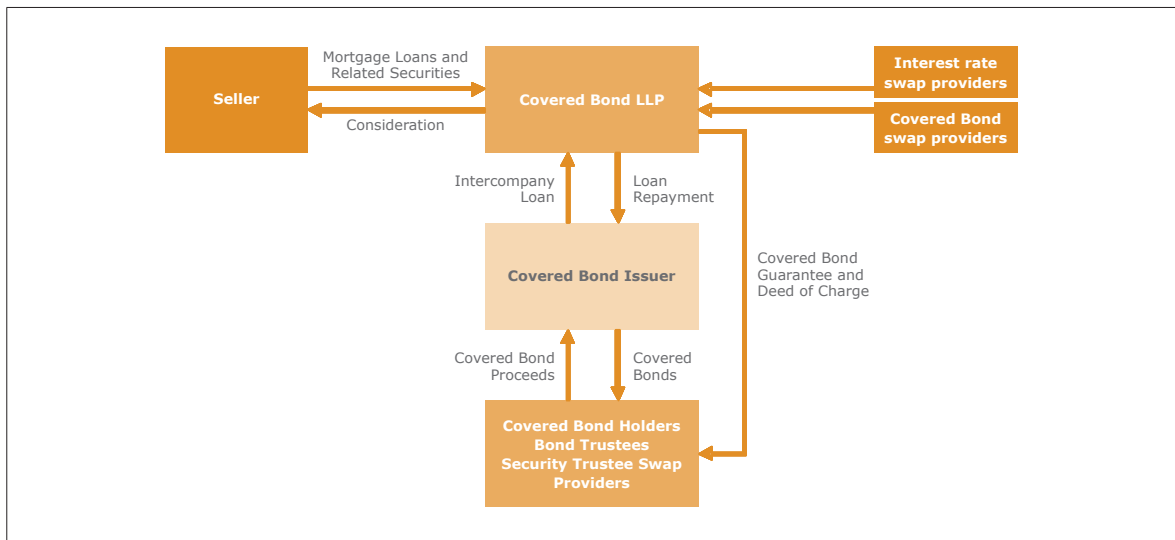 Seller
Mortgage Loans and
Related Securities
Consideration
Covered Bond LLP
Interest rate
swap providers
Covered Bond
swap providers
Intercompany
Loan
Loan
Repayment
Covered Bond Issuer
Covered Bond
Guarantee and
Deed of Charge
Covered Bond
Proceeds
Covered
Bonds
Covered Bond Holders
Bond Trustees
Security Trustee Swap
Providers